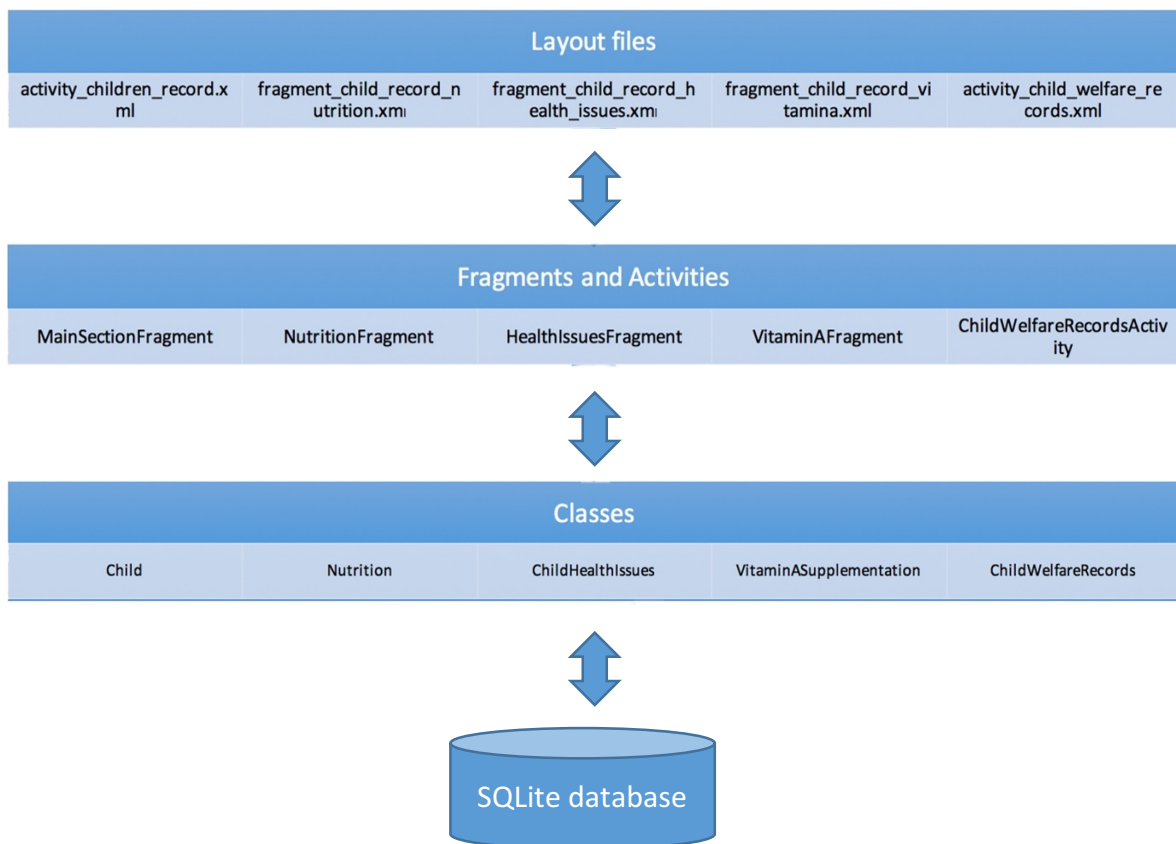 Layout files
activity_children_record.x
ml
fragment_child_record_n
utrition.xml
fragment_child_record_h
ealth_issues.xml
fragment_child_record_vi
tamina.xml
activity_child_welfare_re
cords.xml
Fragments and Activities
MainSectionFragment
NutritionFragment
HealthIssuesFragment
VitaminAFragment
ChildWelfareRecordsActiv
ity
Classes
Child
Nutrition
ChildHealthIssues
VitaminASupplementation
ChildWelfareRecords
SQLite database